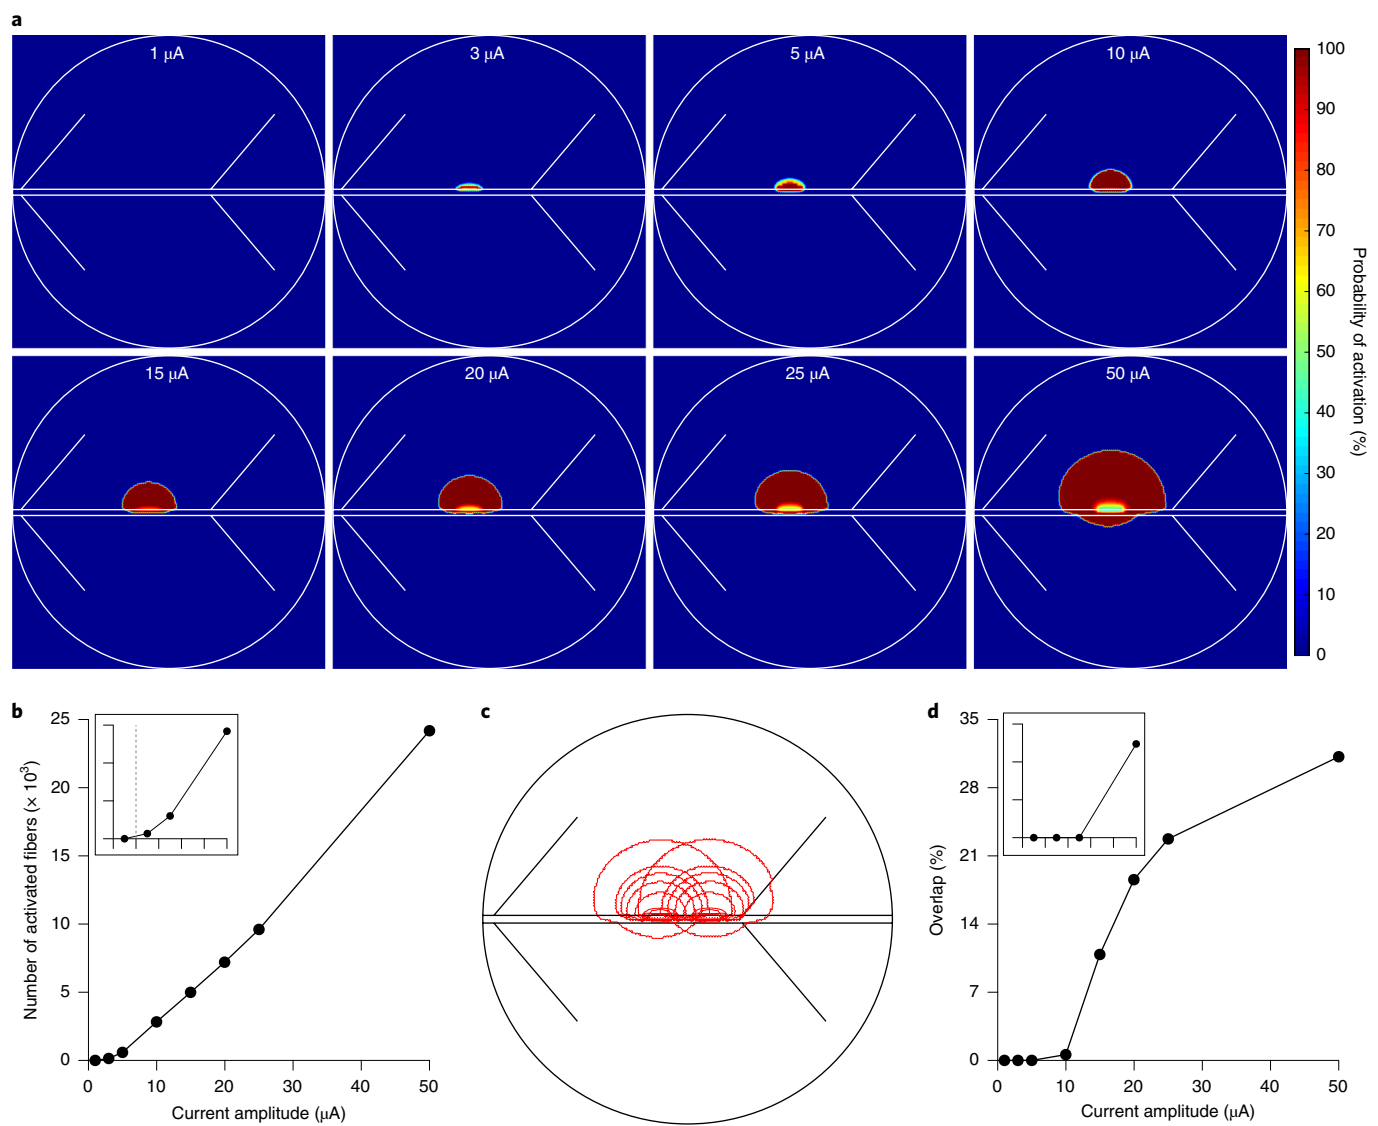 a
1 µA
3 µA
5 µA
10 µA
15 µA
20 µA
25 µA
50 µA
100
90
80
70
60
50
40
30
20
10
0
Probability of activation (%)
b
25
20
15
10
5
0
0 10 20 30 40 50
Number of activated fibers (× 10³)
Current amplitude (µA)
c
d
35
28
21
14
7
0
0 10 20 30 40 50
Overlap (%)
Current amplitude (µA)